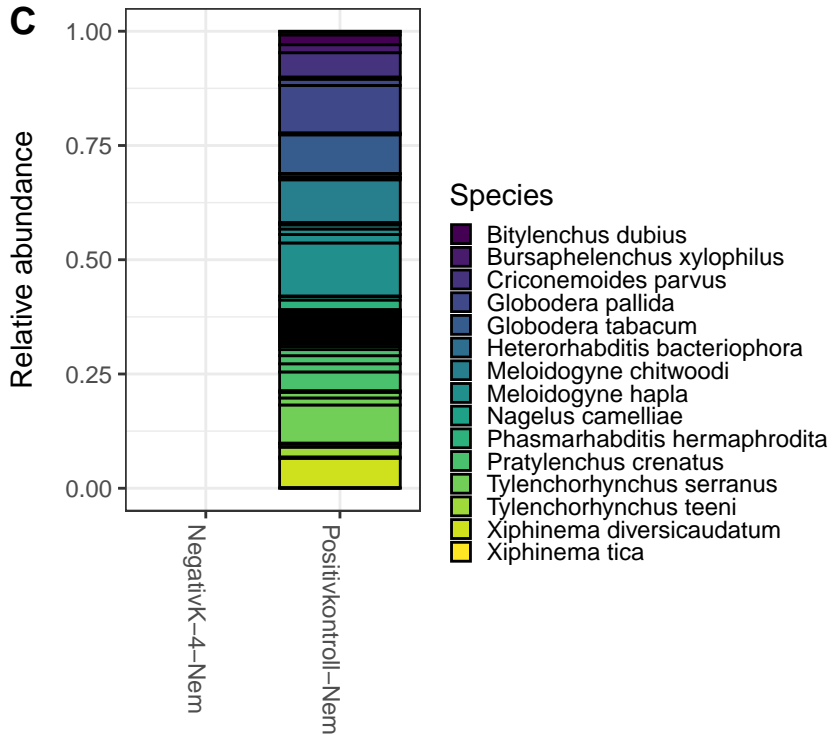 C
Relative abundance
1.00
0.75
0.50
0.25
0.00
NegativK−4−Nem
Positivkontroll−Nem
Species
Bitylenchus dubius
Bursaphelenchus xylophilus
Criconemoides parvus
Globodera pallida
Globodera tabacum
Heterorhabditis bacteriophora
Meloidogyne chitwoodi
Meloidogyne hapla
Nagelus camelliae
Phasmarhabditis hermaphrodita
Pratylenchus crenatus
Tylenchorhynchus serranus
Tylenchorhynchus teeni
Xiphinema diversicaudatum
Xiphinema tica